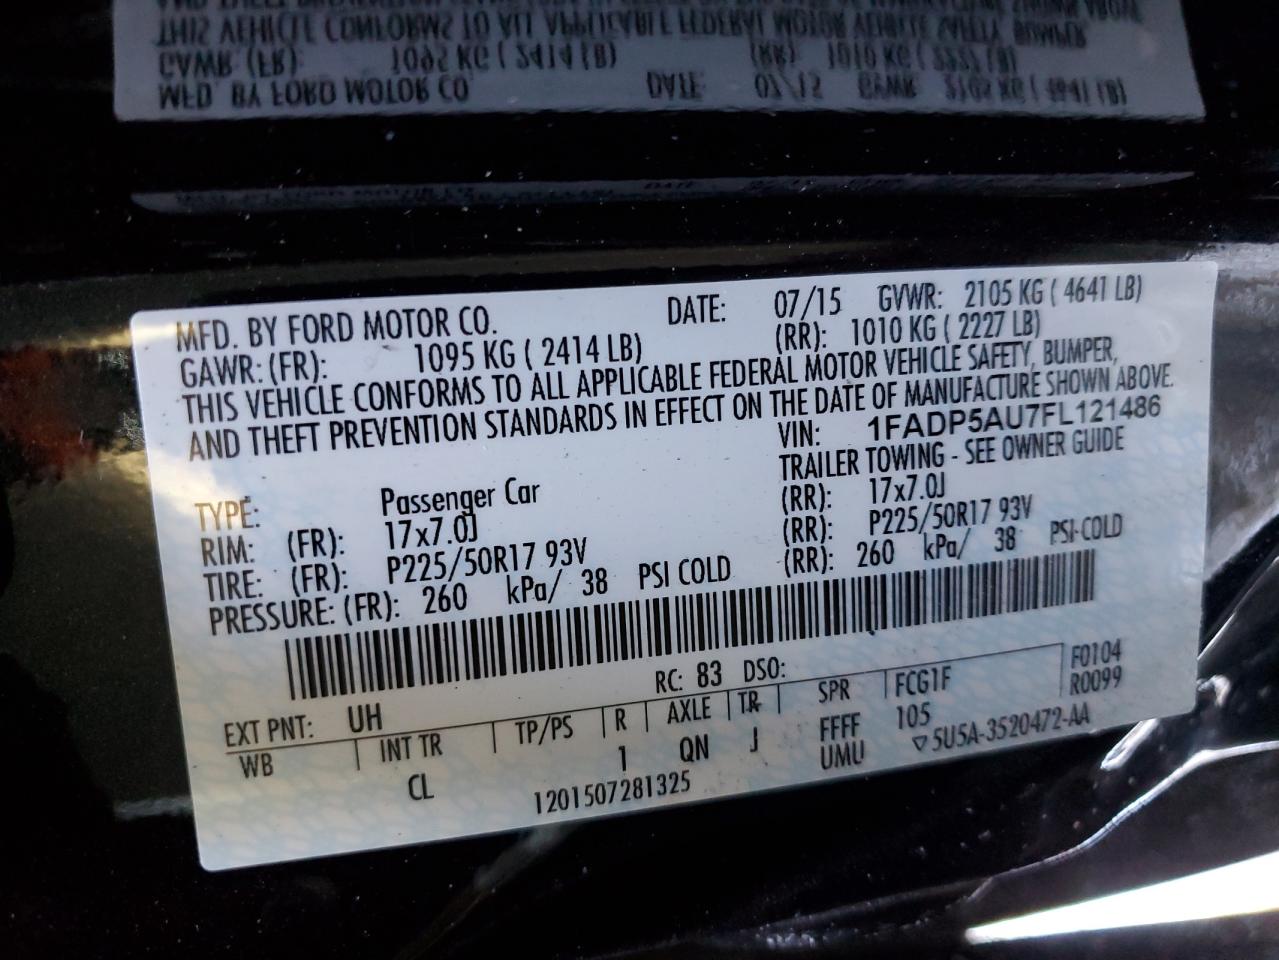 MFD. BY FORD MOTOR CO. DATE: 07/15 GVWR: 2105 KG ( 4641 LB)
GAWR: (FR): 1095 KG ( 2414 LB) (RR): 1010 KG ( 2227 LB)
THIS VEHICLE CONFORMS TO ALL APPLICABLE FEDERAL MOTOR VEHICLE SAFETY, BUMPER,
AND THEFT PREVENTION STANDARDS IN EFFECT ON THE DATE OF MANUFACTURE SHOWN ABOVE.
VIN: 1FADP5AU7FL121486
TYPE: Passenger Car TRAILER TOWING - SEE OWNER GUIDE
RIM: (FR): 17x7.0J (RR): 17x7.0J
TIRE: (FR): P225/50R17 93V (RR): P225/50R17 93V
PRESSURE: (FR): 260 kPa/ 38 PSI COLD (RR): 260 kPa/ 38 PSI-COLD
EXT PNT: UH RC: 83 DSO: F0104
WB INT TR TP/PS R AXLE TR SPR FCG1F R0099
CL 1 QN J FFFF 105
UMU ▽5U5A-3520472-AA
1201507281325